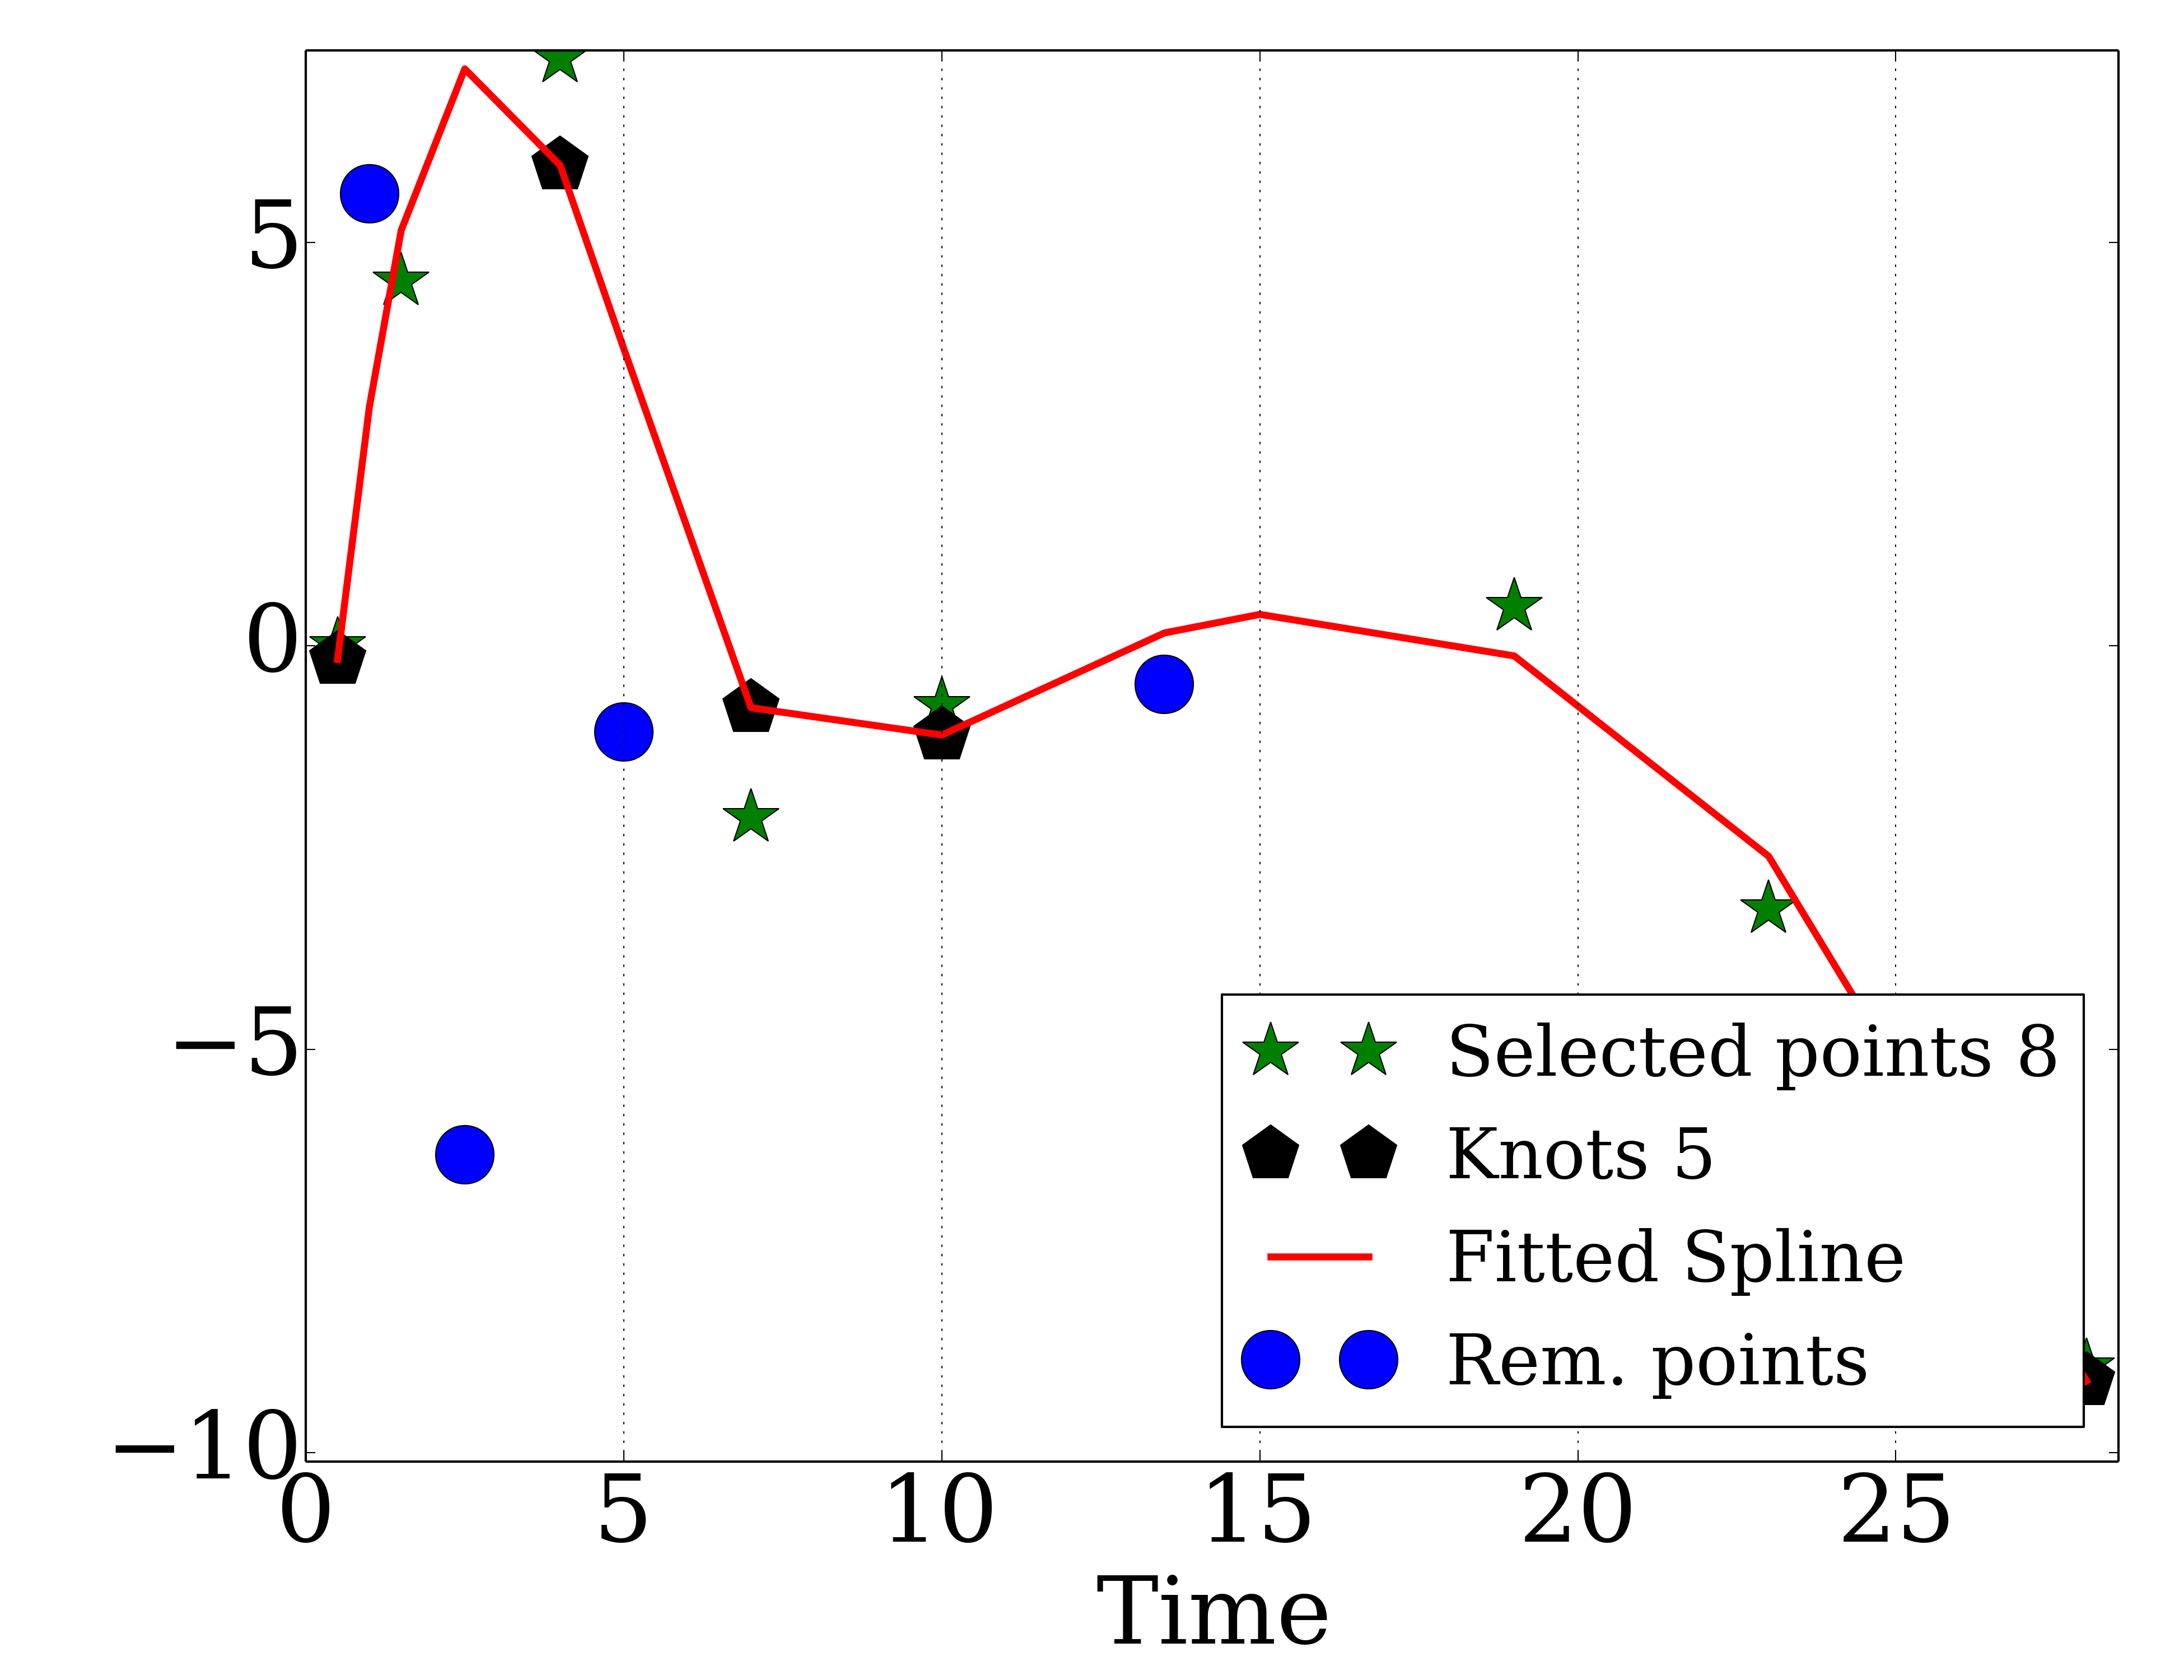 5
0
−5
−10
0 5 10 15 20 25
Time
Selected points 8
Knots 5
Fitted Spline
Rem. points